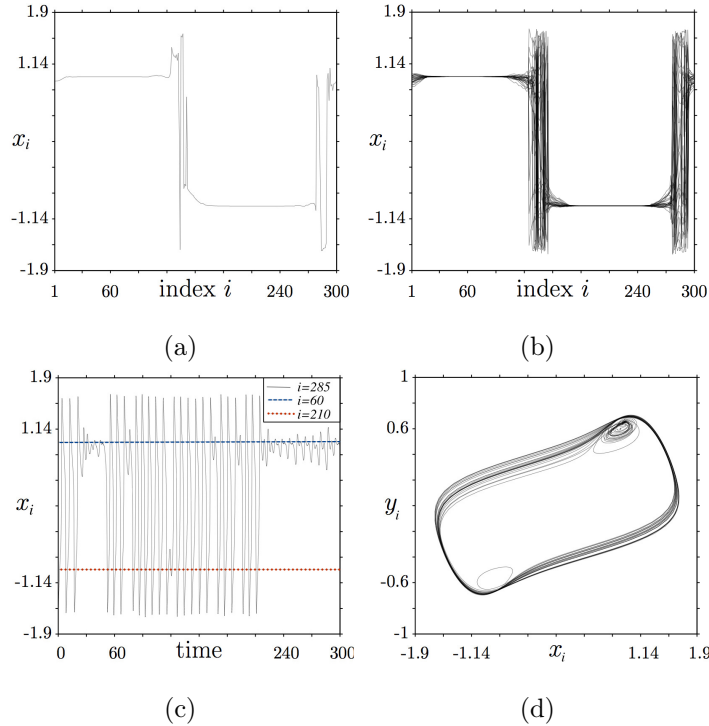 1.9
1.14
x_i
-1.14
-1.9
1 60 index i 240 300
(a)
1.9
1.14
x_i
-1.14
-1.9
1 60 index i 240 300
(b)
1.9
1.14
x_i
-1.14
-1.9
i=285
i=60
i=210
0 60 time 240 300
(c)
1
0.6
y_i
-0.6
-1
-1.9 -1.14 x_i 1.14 1.9
(d)